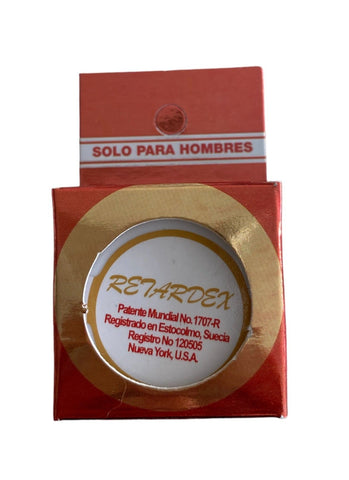 SOLO PARA HOMBRES
RETARDEX
Patente Mundial No. 1707-R
Registrado en Estocolmo, Suecia
Registro No 120505
Nueva York, U.S.A.